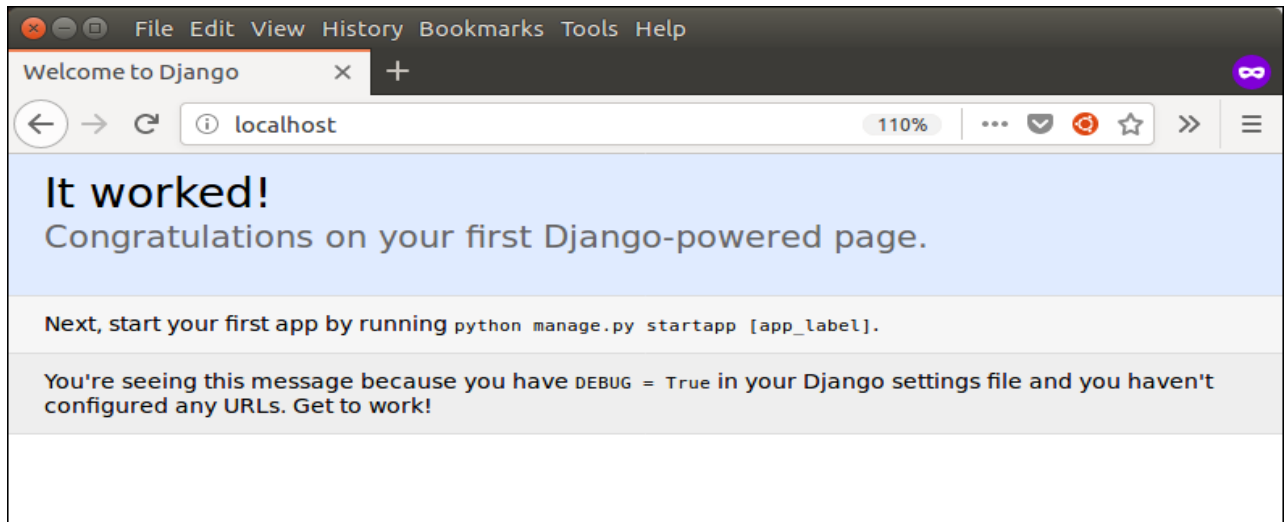 File Edit View History Bookmarks Tools Help
Welcome to Django
localhost 110%
It worked!
Congratulations on your first Django-powered page.
Next, start your first app by running python manage.py startapp [app_label].
You're seeing this message because you have DEBUG = True in your Django settings file and you haven't
configured any URLs. Get to work!